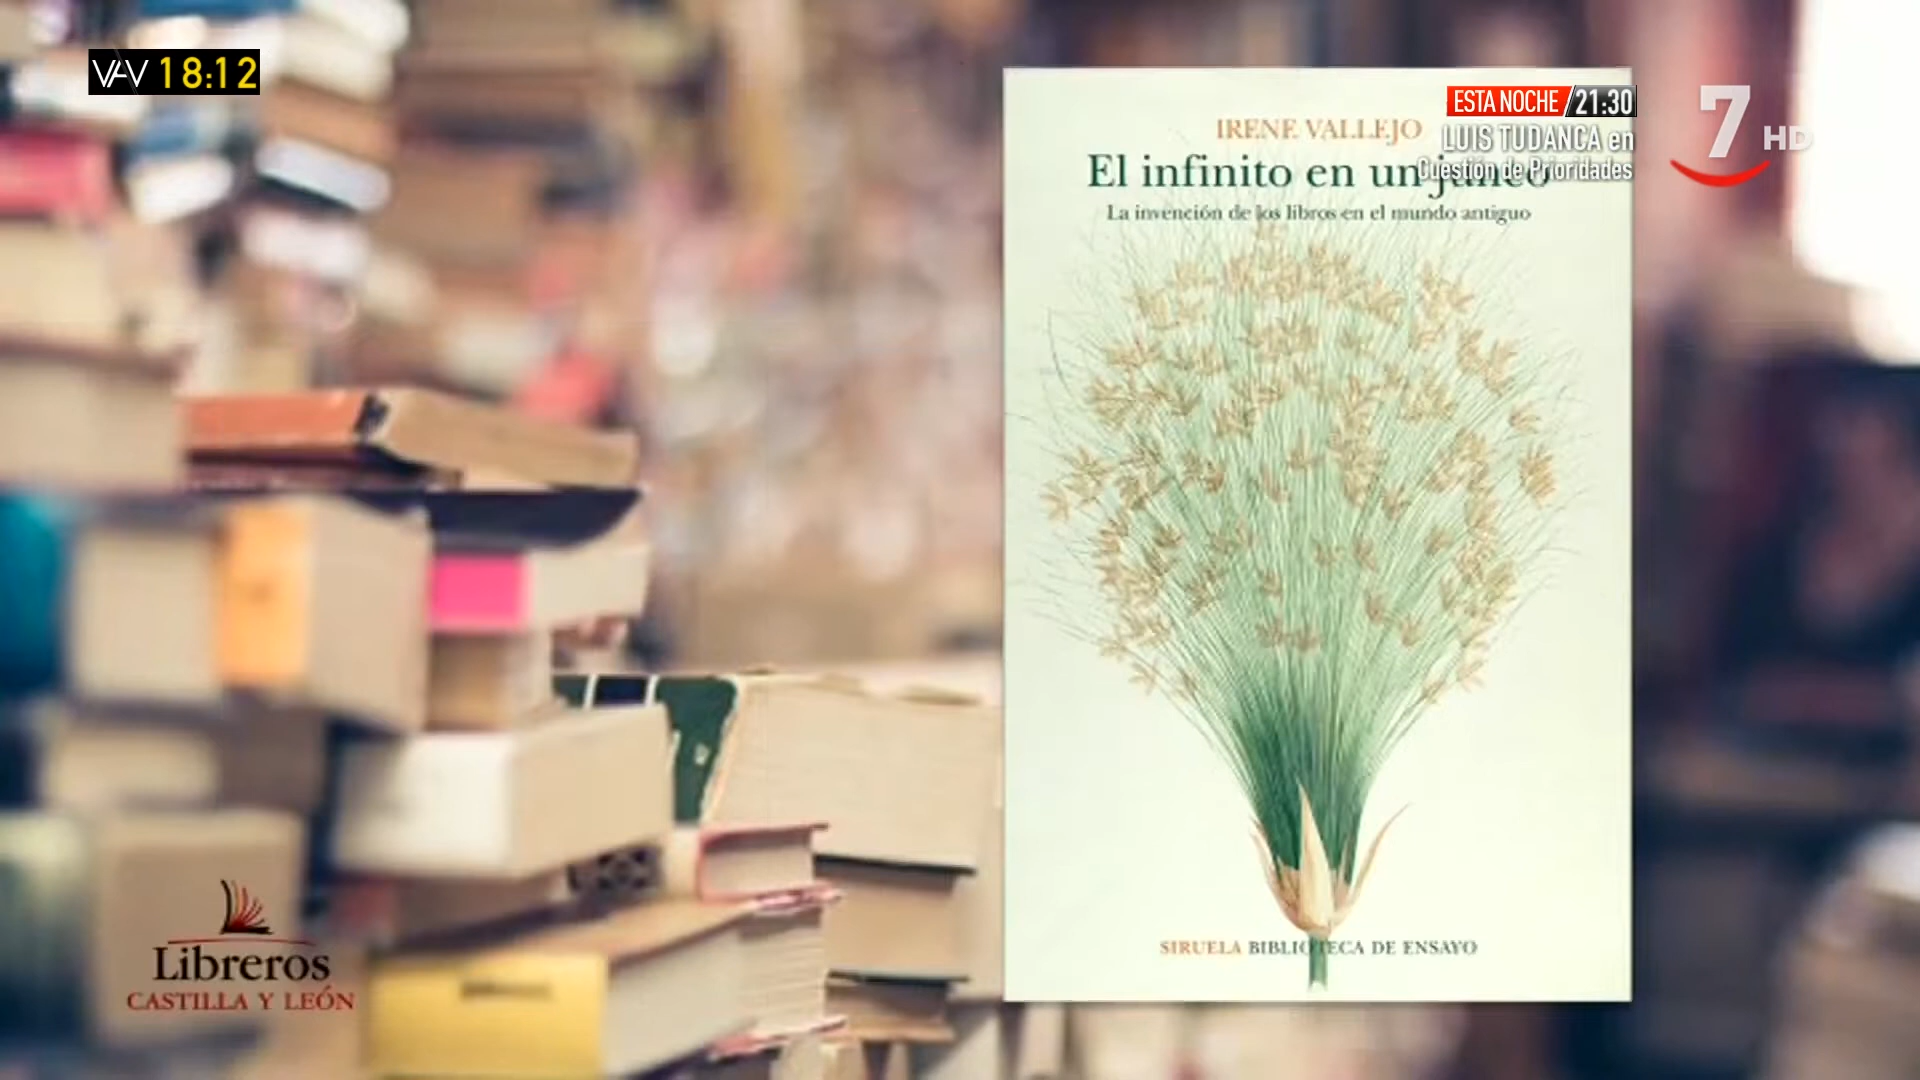 VAV 18:12
ESTA NOCHE 21:30
LUIS TUDANCA en
Cuestión de Prioridades
7 HD
IRENE VALLEJO
El infinito en un junco
La invención de los libros en el mundo antiguo
SIRUELA BIBLIOTECA DE ENSAYO
Libreros
CASTILLA Y LEÓN